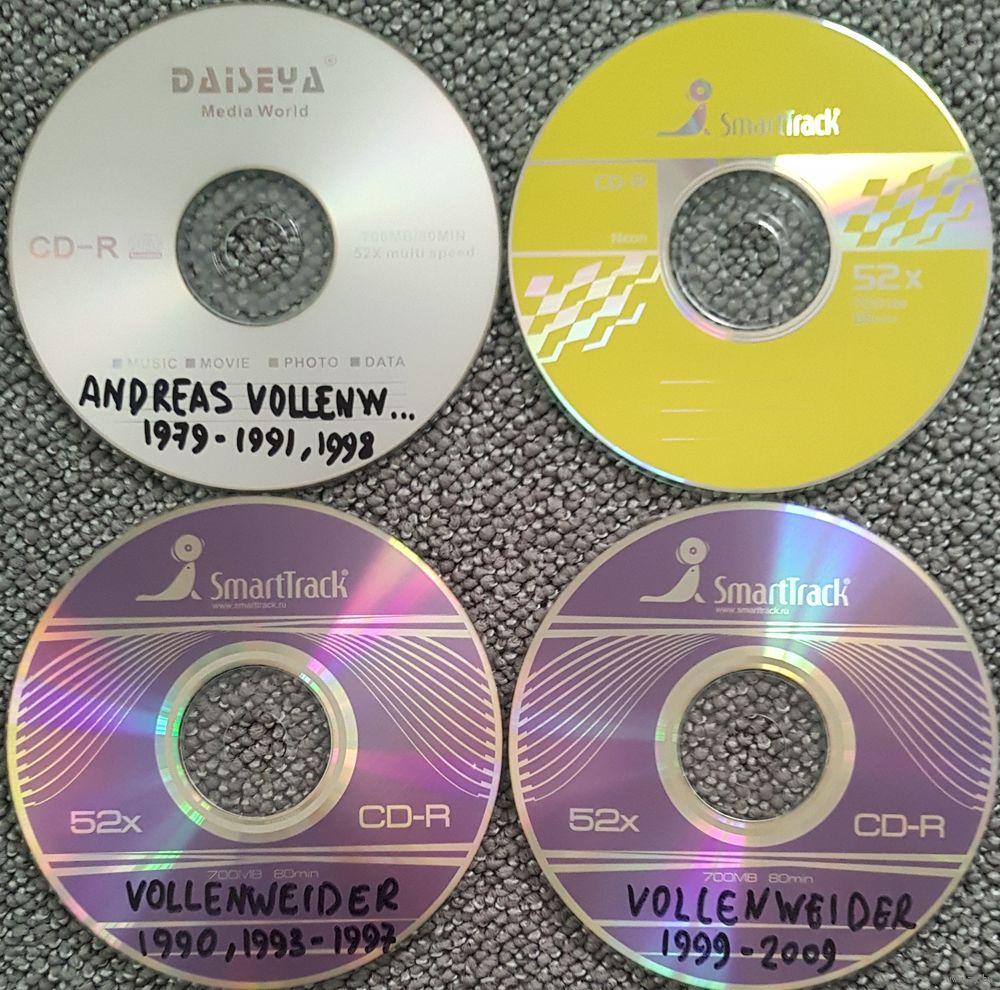 DAISEYA®
Media World
CD-R
700MB/80MIN
52X multi speed
MUSIC MOVIE PHOTO DATA
ANDREAS VOLLENW...
1979-1991, 1998
SmartTrack®
CD-R
Neon
52x
SmartTrack®
www.smarttrack.ru
52x CD-R
700MB 80min
VOLLENWEIDER
1990, 1993-1997
SmartTrack®
www.smarttrack.ru
52x CD-R
700MB 80min
VOLLENWEIDER
1999-2009